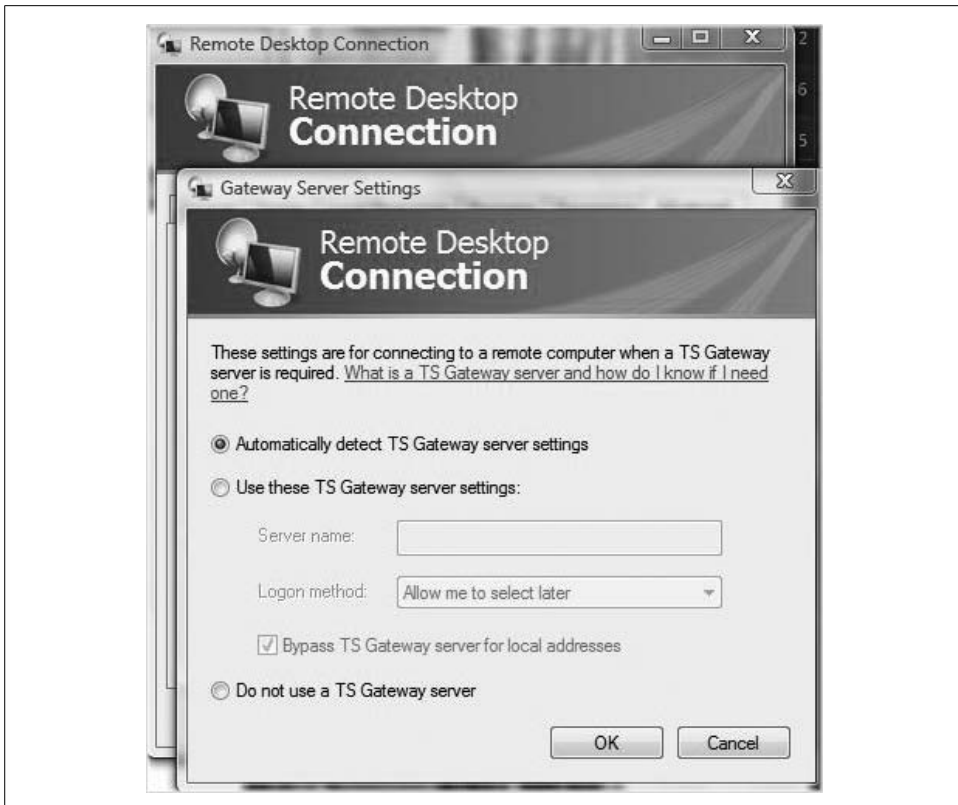 Remote Desktop Connection
2
Remote Desktop
Connection
6
5
Gateway Server Settings
Remote Desktop
Connection
These settings are for connecting to a remote computer when a TS Gateway
server is required. What is a TS Gateway server and how do I know if I need
one?
Automatically detect TS Gateway server settings
Use these TS Gateway server settings:
Server name:
Logon method: Allow me to select later
Bypass TS Gateway server for local addresses
Do not use a TS Gateway server
OK Cancel